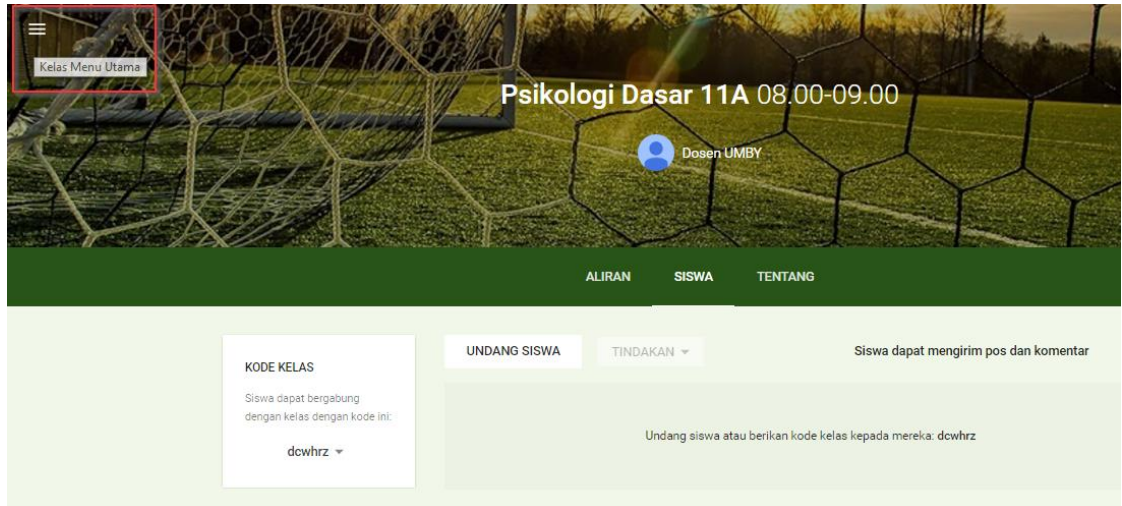 Kelas Menu Utama
Psikologi Dasar 11A 08.00-09.00
Dosen UMBY
ALIRAN SISWA TENTANG
KODE KELAS
Siswa dapat bergabung
dengan kelas dengan kode ini:
dcwhrz
UNDANG SISWA TINDAKAN
Siswa dapat mengirim pos dan komentar
Undang siswa atau berikan kode kelas kepada mereka: dcwhrz